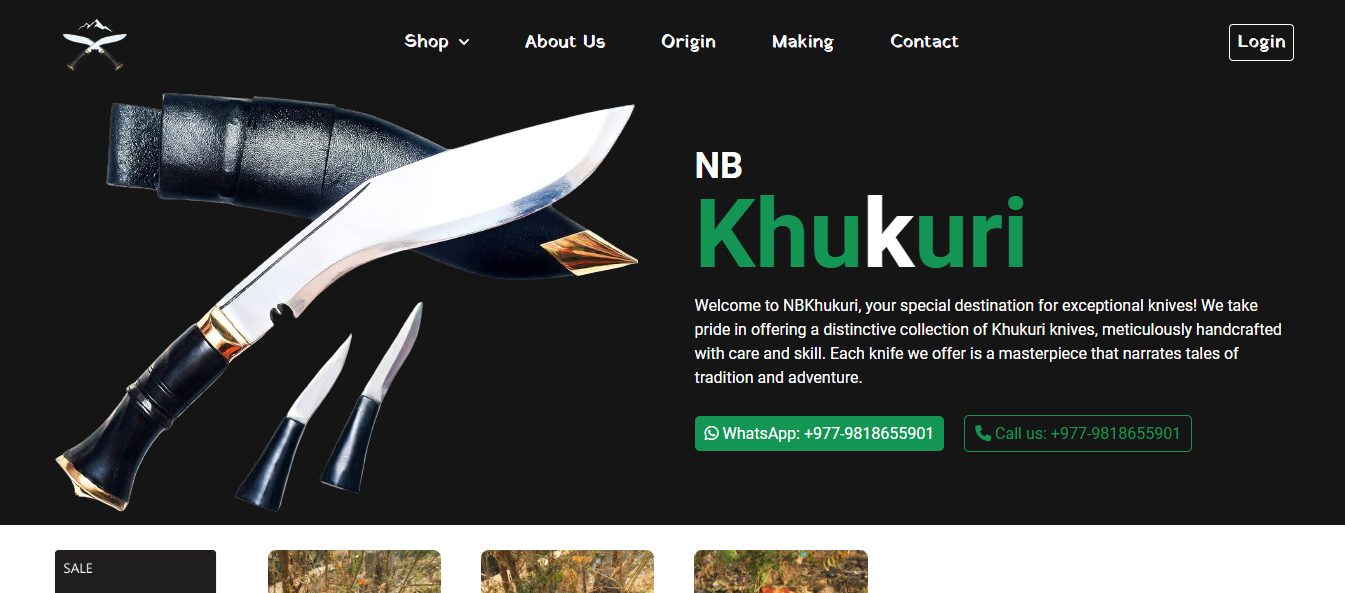 Shop
About Us
Origin
Making
Contact
Login
NB
Khukuri
Welcome to NBKhukuri, your special destination for exceptional knives! We take
pride in offering a distinctive collection of Khukuri knives, meticulously handcrafted
with care and skill. Each knife we offer is a masterpiece that narrates tales of
tradition and adventure.
WhatsApp: +977-9818655901
Call us: +977-9818655901
SALE